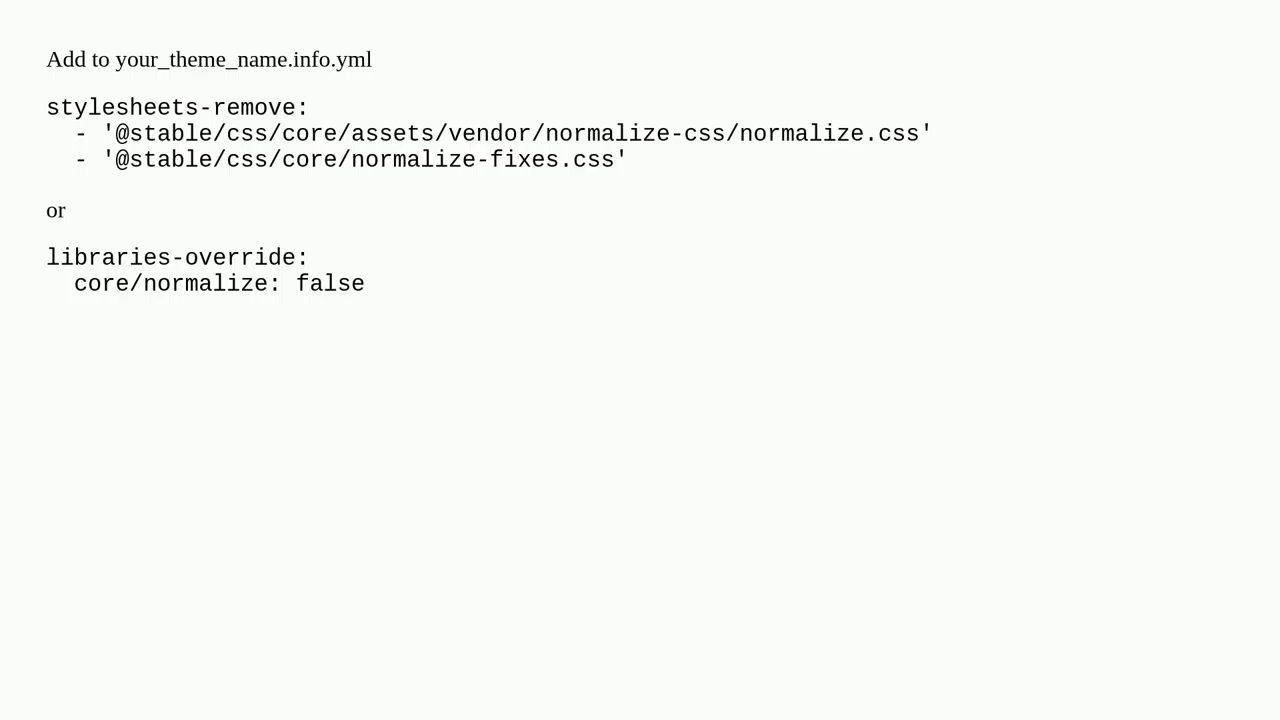 Add to your_theme_name.info.yml
stylesheets-remove:
  - '@stable/css/core/assets/vendor/normalize-css/normalize.css'
  - '@stable/css/core/normalize-fixes.css'
or
libraries-override:
  core/normalize: false